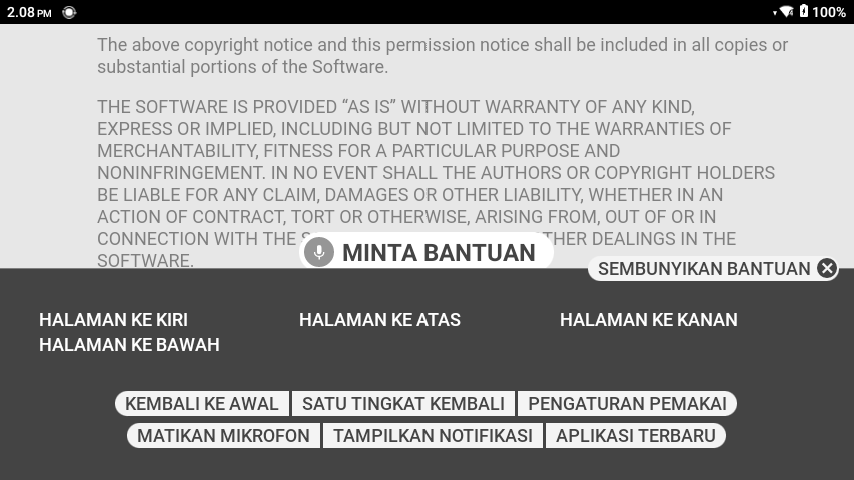 2.08 PM 100%
The above copyright notice and this permission notice shall be included in all copies or
substantial portions of the Software.
THE SOFTWARE IS PROVIDED “AS IS” WITHOUT WARRANTY OF ANY KIND,
EXPRESS OR IMPLIED, INCLUDING BUT NOT LIMITED TO THE WARRANTIES OF
MERCHANTABILITY, FITNESS FOR A PARTICULAR PURPOSE AND
NONINFRINGEMENT. IN NO EVENT SHALL THE AUTHORS OR COPYRIGHT HOLDERS
BE LIABLE FOR ANY CLAIM, DAMAGES OR OTHER LIABILITY, WHETHER IN AN
ACTION OF CONTRACT, TORT OR OTHERWISE, ARISING FROM, OUT OF OR IN
CONNECTION WITH THE DEALINGS IN THE
SOFTWARE.
MINTA BANTUAN
SEMBUNYIKAN BANTUAN
HALAMAN KE KIRI HALAMAN KE ATAS HALAMAN KE KANAN
HALAMAN KE BAWAH
KEMBALI KE AWAL SATU TINGKAT KEMBALI PENGATURAN PEMAKAI
MATIKAN MIKROFON TAMPILKAN NOTIFIKASI APLIKASI TERBARU